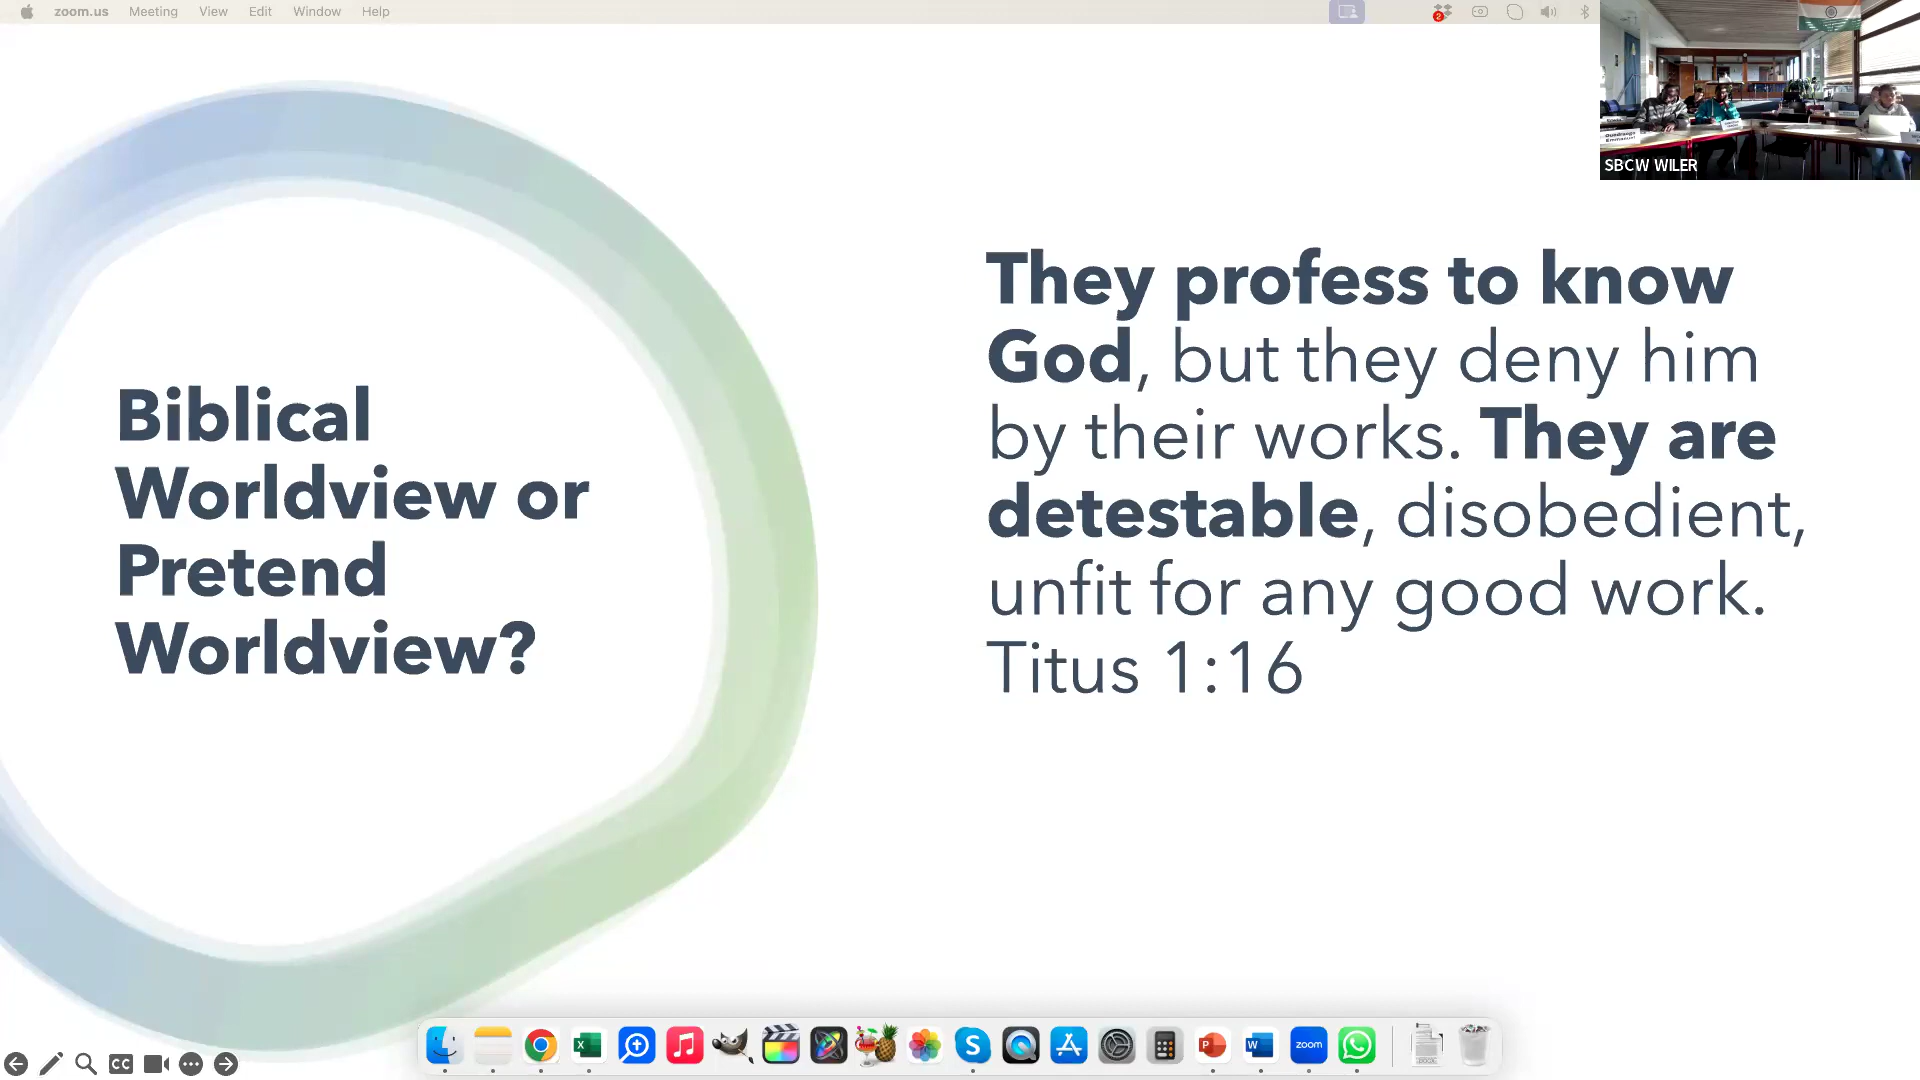 zoom.us Meeting View Edit Window Help
2
SBCW WILER
Biblical
Worldview or
Pretend
Worldview?
They profess to know
God, but they deny him
by their works. They are
detestable, disobedient,
unfit for any good work.
Titus 1:16
CC
zoom